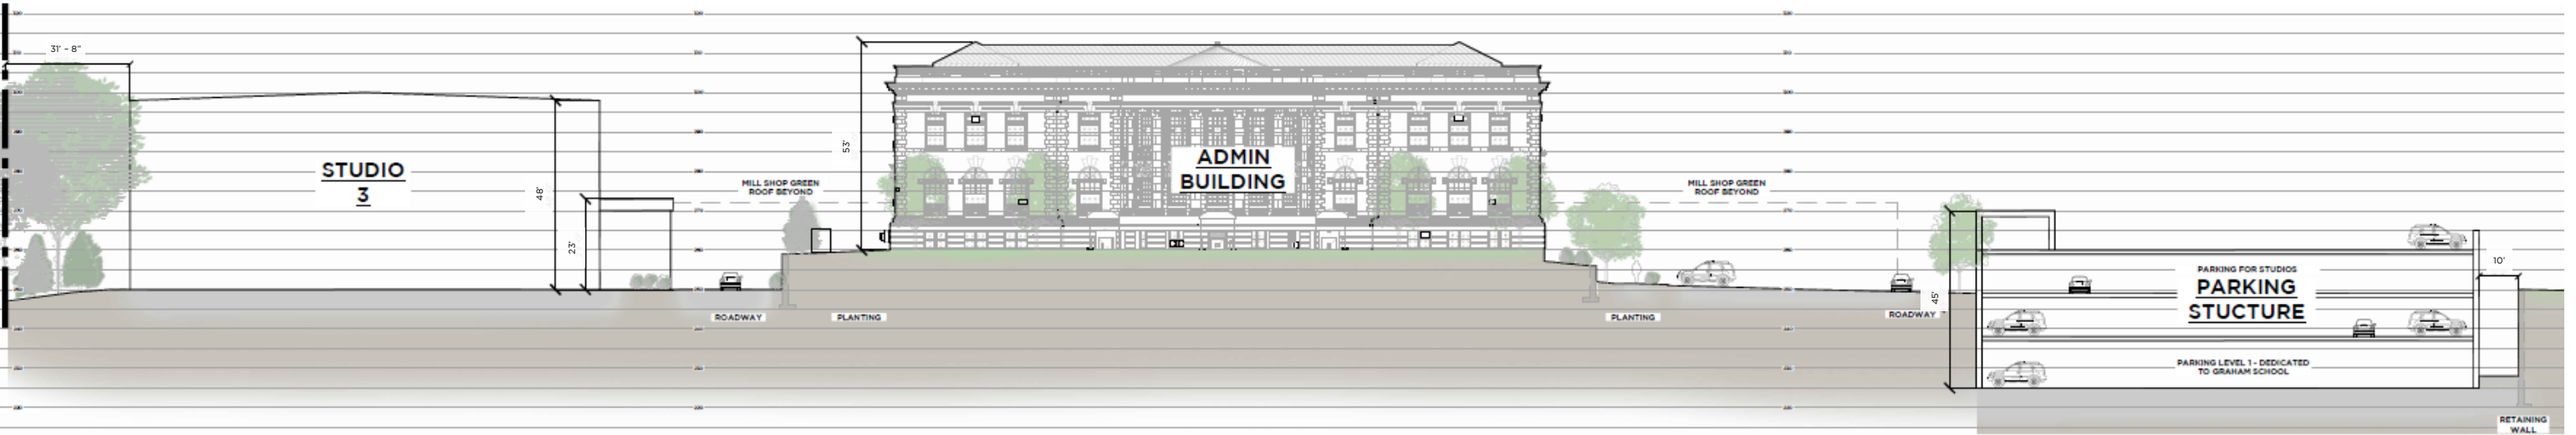 31' - 8"
STUDIO
3
48'
23'
MILL SHOP GREEN
ROOF BEYOND
53'
ADMIN
BUILDING
MILL SHOP GREEN
ROOF BEYOND
ROADWAY
PLANTING
PLANTING
ROADWAY
45'
PARKING FOR STUDIOS
PARKING
STUCTURE
PARKING LEVEL 1 - DEDICATED
TO GRAHAM SCHOOL
10'
RETAINING
WALL